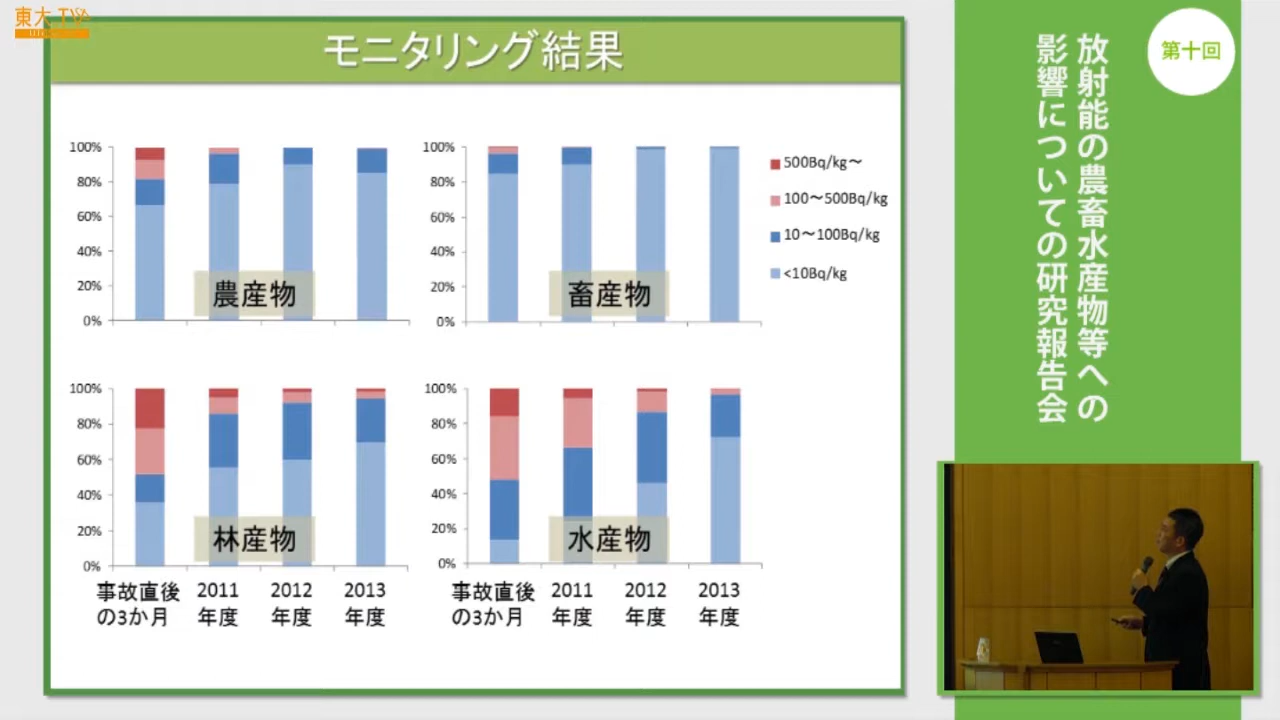 東大TV
モニタリング結果
100%
80%
60%
40%
20%
0%
農産物
100%
80%
60%
40%
20%
0%
畜産物
500Bq/kg～
100～500Bq/kg
10～100Bq/kg
<10Bq/kg
100%
80%
60%
40%
20%
0%
林産物
事故直後
の3か月
2011
年度
2012
年度
2013
年度
100%
80%
60%
40%
20%
0%
水産物
事故直後
の3か月
2011
年度
2012
年度
2013
年度
第十回
放射能の農畜水産物等への
影響についての研究報告会